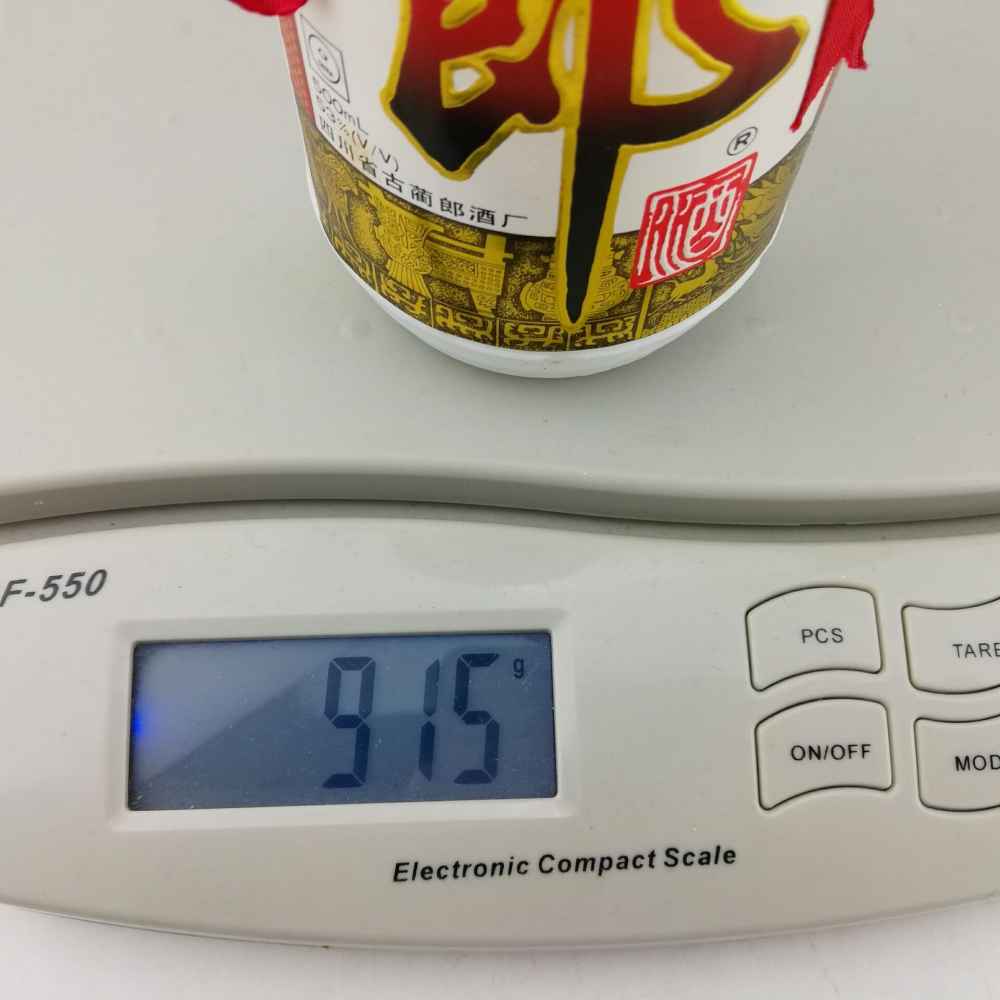 郎
500mL
53%(V/V)
四川省古蔺郎酒厂
®
酒
F-550
915 g
PCS
TARE
ON/OFF
MOD
Electronic Compact Scale